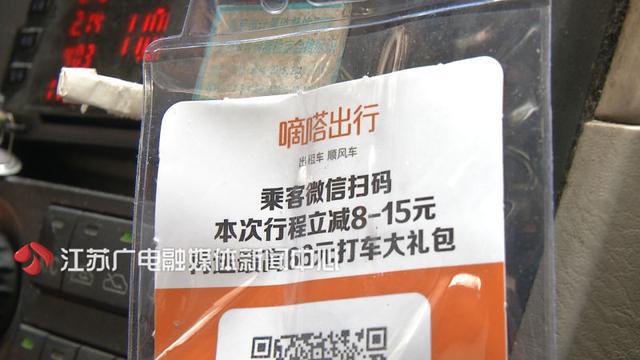 嘀嗒出行
出租车 顺风车
乘客微信扫码
本次行程立减8-15元
元打车大礼包
江苏广电融媒体新闻中心